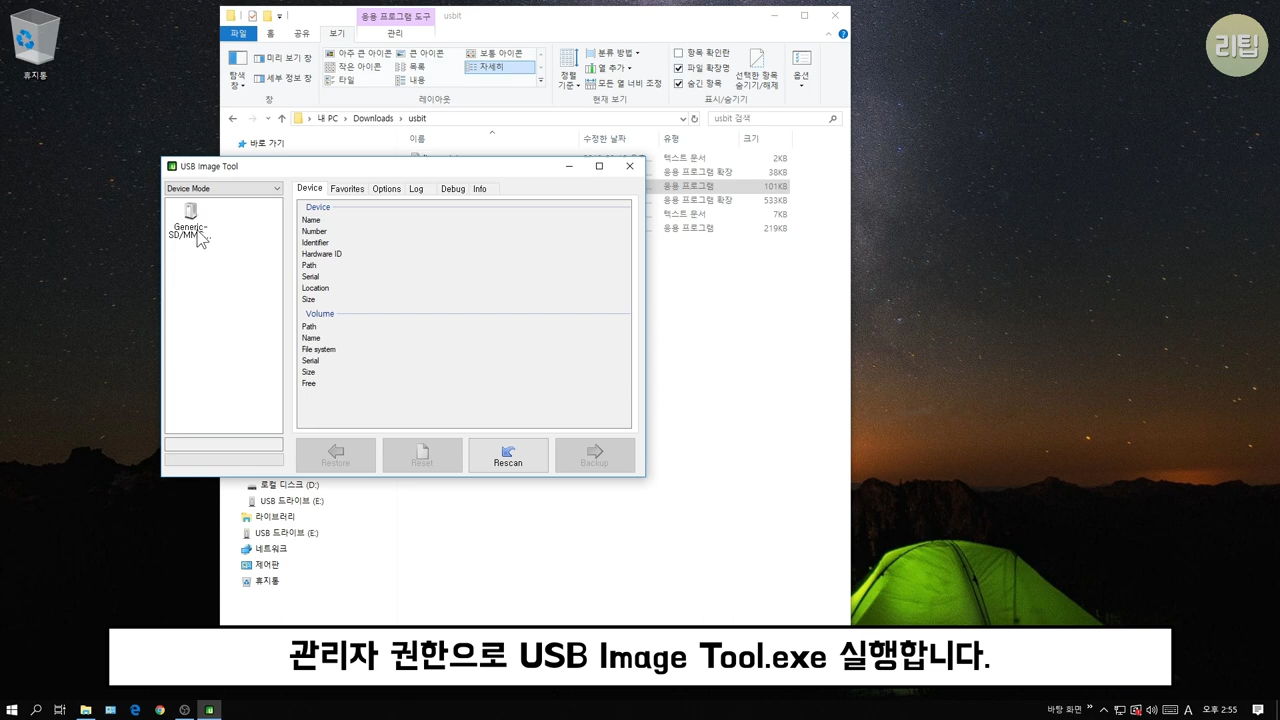 휴지통
응용 프로그램 도구
usbit
리팁
파일
홈
공유
보기
관리
탐색
창
미리 보기 창
세부 정보 창
창
아주 큰 아이콘
큰 아이콘
보통 아이콘
작은 아이콘
목록
자세히
타일
내용
레이아웃
정렬
기준
분류 방법
열 추가
모든 열 너비 조정
현재 보기
항목 확인란
파일 확장명
숨긴 항목
선택한 항목
숨기기/해제
표시/숨기기
옵션
내 PC > Downloads > usbit
usbit 검색
바로 가기
이름
수정한 날짜
유형
크기
텍스트 문서 2KB
응용 프로그램 확장 38KB
응용 프로그램 101KB
응용 프로그램 확장 533KB
텍스트 문서 7KB
응용 프로그램 219KB
USB Image Tool
Device Mode
Generic-
SD/MM
Device Favorites Options Log Debug Info
Device
Name
Number
Identifier
Hardware ID
Path
Serial
Location
Size
Volume
Path
Name
File system
Serial
Size
Free
Restore
Reset
Rescan
Backup
로컬 디스크 (D:)
USB 드라이브 (E:)
라이브러리
USB 드라이브 (E:)
네트워크
제어판
휴지통
관리자 권한으로 USB Image Tool.exe 실행합니다.
바탕 화면 » A 오후 2:55